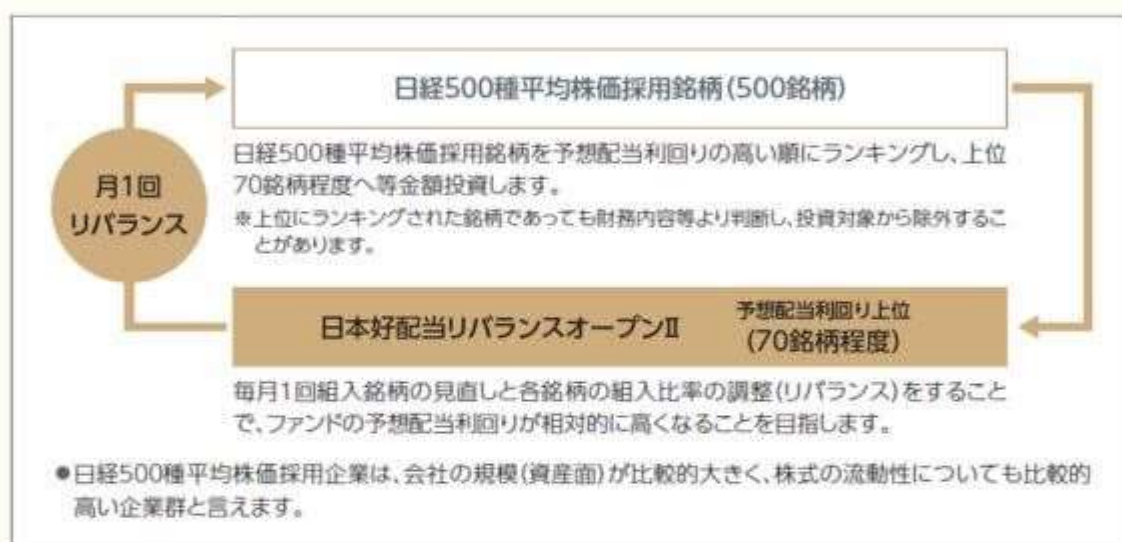 日経500種平均株価採用銘柄(500銘柄)
日経500種平均株価採用銘柄を予想配当利回りの高い順にランキングし、上位
70銘柄程度へ等金額投資します。
※上位にランキングされた銘柄であっても財務内容等より判断し、投資対象から除外するこ
とがあります。
月1回
リバランス
日本好配当リバランスオープンⅡ
予想配当利回り上位
(70銘柄程度)
毎月1回組入銘柄の見直しと各銘柄の組入比率の調整(リバランス)をすること
で、ファンドの予想配当利回りが相対的に高くなることを目指します。
●日経500種平均株価採用企業は、会社の規模(資産面)が比較的大きく、株式の流動性についても比較的
高い企業群と言えます。